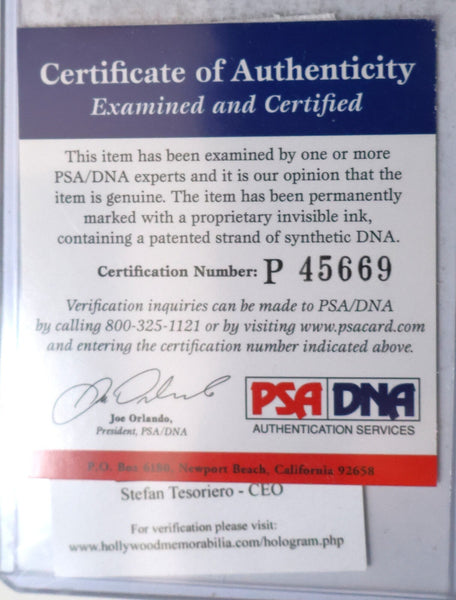 Certificate of Authenticity
Examined and Certified
This item has been examined by one or more
PSA/DNA experts and it is our opinion that the
item is genuine. The item has been permanently
marked with a proprietary invisible ink,
containing a patented strand of synthetic DNA.
Certification Number: P 45669
Verification inquiries can be made to PSA/DNA
by calling 800-325-1121 or by visiting www.psacard.com
and entering the certification number indicated above.
Joe Orlando,
President, PSA/DNA
PSA DNA
AUTHENTICATION SERVICES
P.O. Box 6180, Newport Beach, California 92658
Stefan Tesoriero - CEO
For verification please visit:
www.hollywoodmemorabilia.com/hologram.php